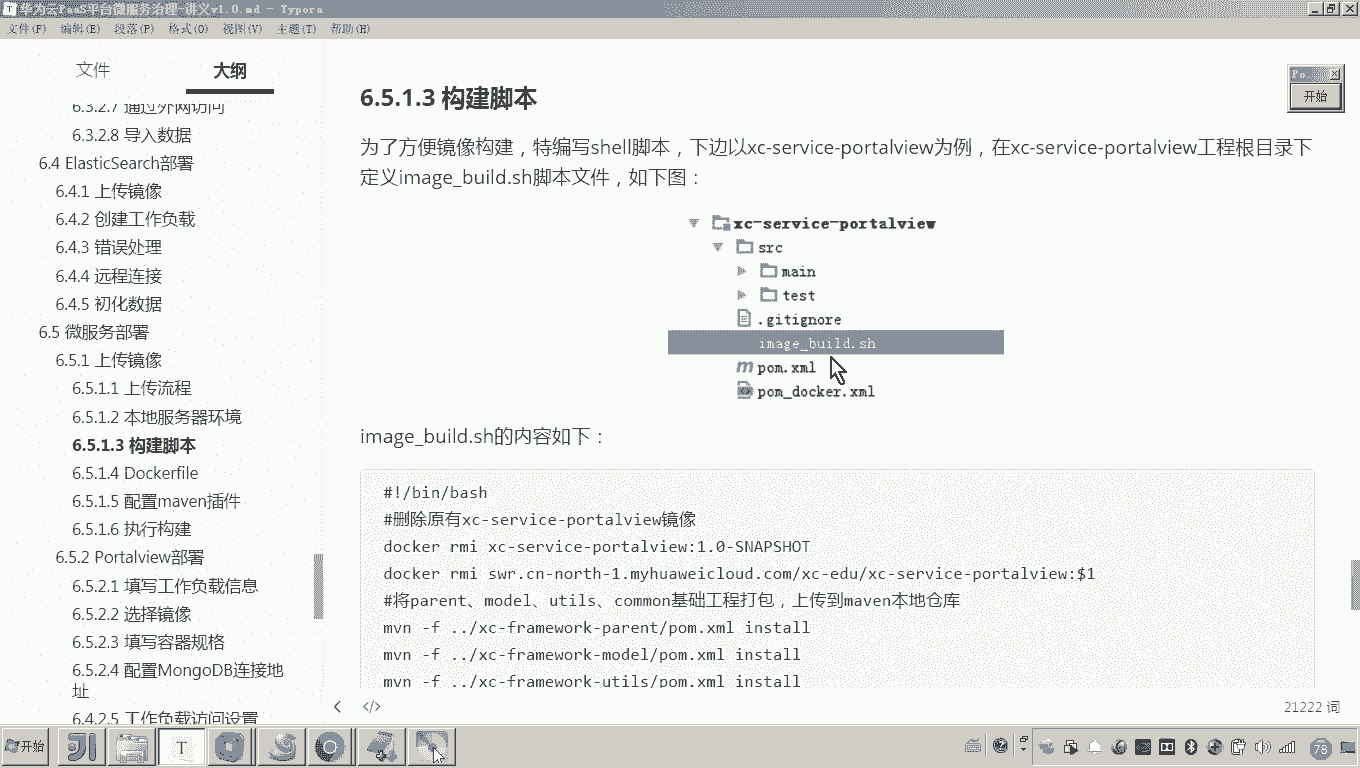 华为云PaaS平台微服务治理-讲义v1.0.md - Typora
文件(F) 编辑(E) 段落(P) 格式(O) 视图(V) 主题(T) 帮助(H)
文件 大纲
6.3.2.7 通过外网访问
6.3.2.8 导入数据
6.4 ElasticSearch部署
6.4.1 上传镜像
6.4.2 创建工作负载
6.4.3 错误处理
6.4.4 远程连接
6.4.5 初化数据
6.5 微服务部署
6.5.1 上传镜像
6.5.1.1 上传流程
6.5.1.2 本地服务器环境
6.5.1.3 构建脚本
6.5.1.4 Dockerfile
6.5.1.5 配置maven插件
6.5.1.6 执行构建
6.5.2 Portalview部署
6.5.2.1 填写工作负载信息
6.5.2.2 选择镜像
6.5.2.3 填写容器规格
6.5.2.4 配置MongoDB连接地
址
6.4.2.5 工作负载访问设置
6.5.1.3 构建脚本
为了方便镜像构建，特编写shell脚本，下边以xc-service-portalview为例，在xc-service-portalview工程根目录下
定义image_build.sh脚本文件，如下图：
xc-service-portalview
src
main
test
.gitignore
image_build.sh
pom.xml
pom_docker.xml
image_build.sh的内容如下：
#!/bin/bash
#删除原有xc-service-portalview镜像
docker rmi xc-service-portalview:1.0-SNAPSHOT
docker rmi swr.cn-north-1.myhuaweicloud.com/xc-edu/xc-service-portalview:$1
#将parent、model、utils、common基础工程打包，上传到maven本地仓库
mvn -f ../xc-framework-parent/pom.xml install
mvn -f ../xc-framework-model/pom.xml install
mvn -f ../xc-framework-utils/pom.xml install
21222 词
Po.
开始
开始
T
78